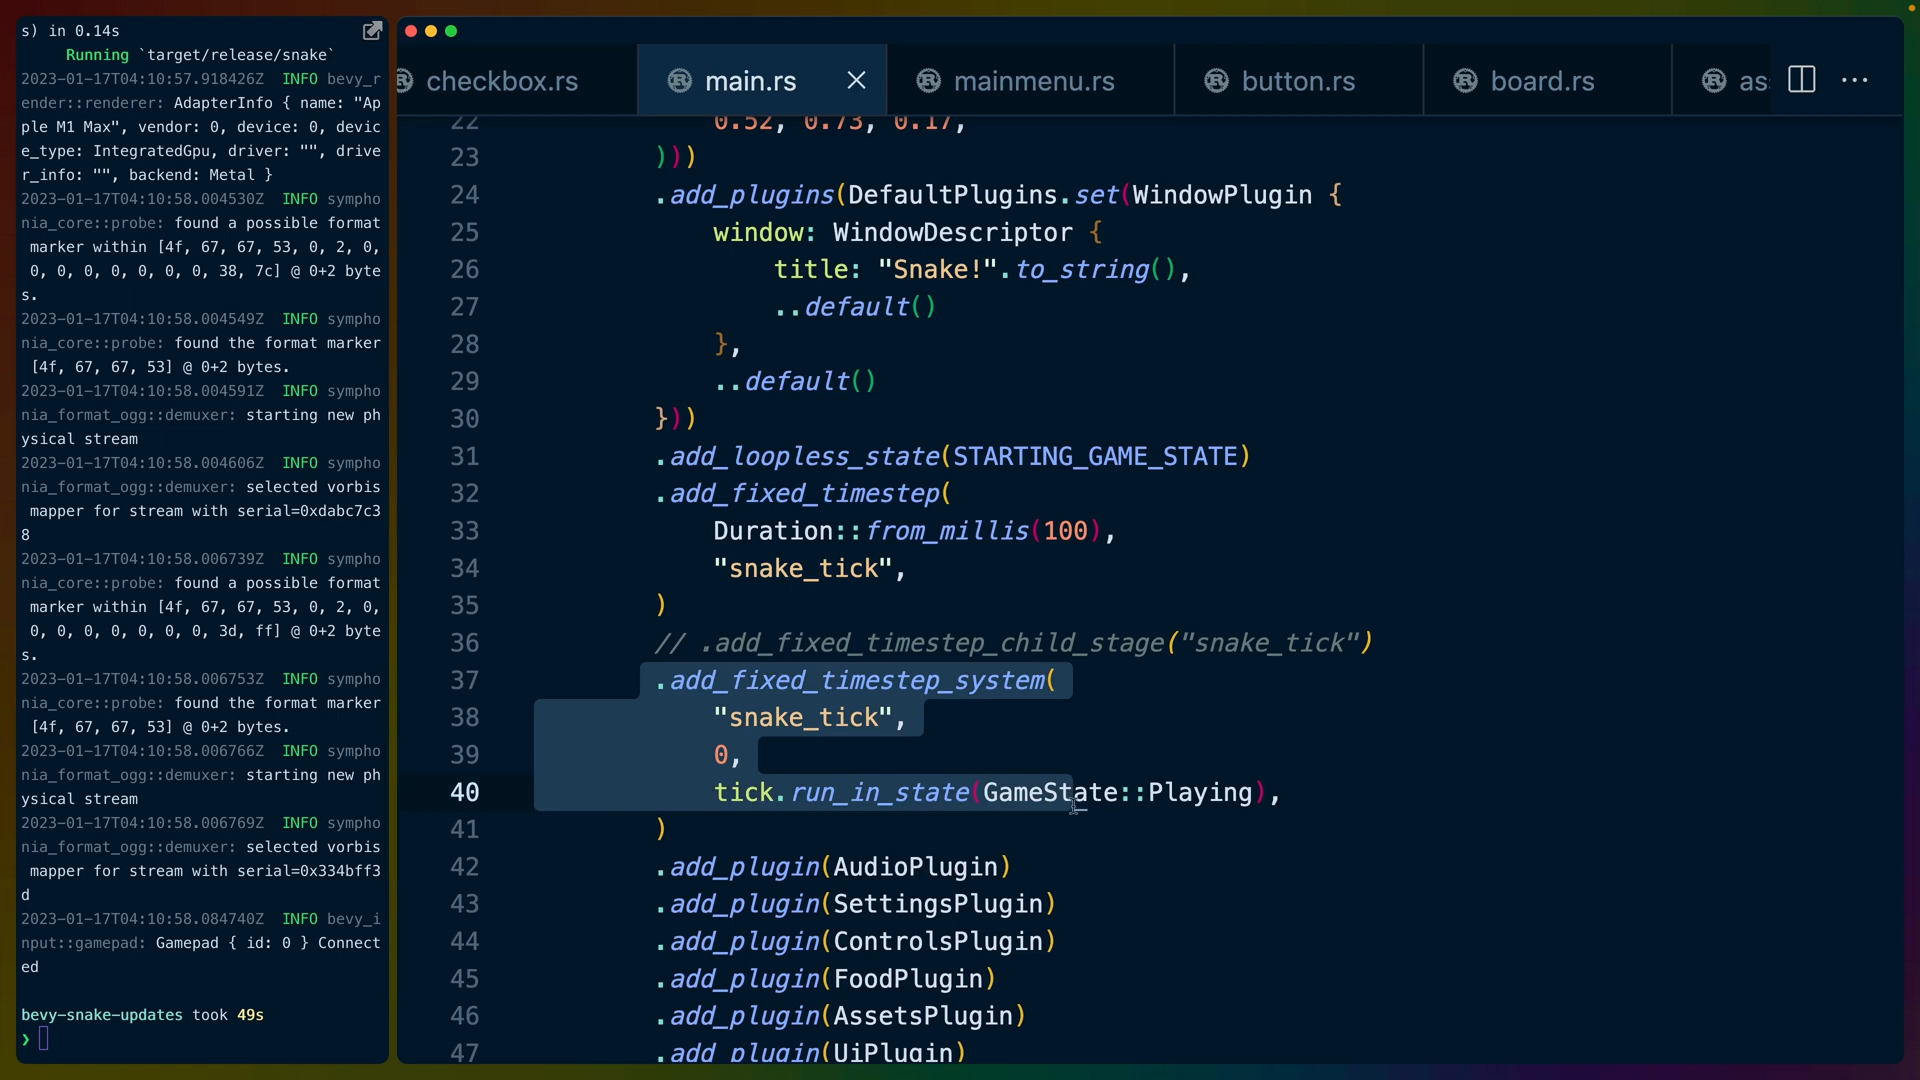 s) in 0.14s
Running `target/release/snake`
2023-01-17T04:10:57.918426Z  INFO bevy_r
ender::renderer: AdapterInfo { name: "Ap
ple M1 Max", vendor: 0, device: 0, devic
e_type: IntegratedGpu, driver: "", drive
r_info: "", backend: Metal }
2023-01-17T04:10:58.004530Z  INFO sympho
nia_core::probe: found a possible format
 marker within [4f, 67, 67, 53, 0, 2, 0,
 0, 0, 0, 0, 0, 0, 0, 38, 7c] @ 0+2 byte
s.
2023-01-17T04:10:58.004549Z  INFO sympho
nia_core::probe: found the format marker
 [4f, 67, 67, 53] @ 0+2 bytes.
2023-01-17T04:10:58.004591Z  INFO sympho
nia_format_ogg::demuxer: starting new ph
ysical stream
2023-01-17T04:10:58.004606Z  INFO sympho
nia_format_ogg::demuxer: selected vorbis
 mapper for stream with serial=0xdabc7c3
8
2023-01-17T04:10:58.006739Z  INFO sympho
nia_core::probe: found a possible format
 marker within [4f, 67, 67, 53, 0, 2, 0,
 0, 0, 0, 0, 0, 0, 0, 3d, ff] @ 0+2 byte
s.
2023-01-17T04:10:58.006753Z  INFO sympho
nia_core::probe: found the format marker
 [4f, 67, 67, 53] @ 0+2 bytes.
2023-01-17T04:10:58.006766Z  INFO sympho
nia_format_ogg::demuxer: starting new ph
ysical stream
2023-01-17T04:10:58.006769Z  INFO sympho
nia_format_ogg::demuxer: selected vorbis
 mapper for stream with serial=0x334bff3
d
2023-01-17T04:10:58.084740Z  INFO bevy_i
nput::gamepad: Gamepad { id: 0 } Connect
ed
bevy-snake-updates took 49s
❯
checkbox.rs main.rs mainmenu.rs button.rs board.rs as
22 0.52, 0.73, 0.17,
23 )))
24 .add_plugins(DefaultPlugins.set(WindowPlugin {
25 window: WindowDescriptor {
26 title: "Snake!".to_string(),
27 ..default()
28 },
29 ..default()
30 }))
31 .add_loopless_state(STARTING_GAME_STATE)
32 .add_fixed_timestep(
33 Duration::from_millis(100),
34 "snake_tick",
35 )
36 // .add_fixed_timestep_child_stage("snake_tick")
37 .add_fixed_timestep_system(
38 "snake_tick",
39 0,
40 tick.run_in_state(GameState::Playing),
41 )
42 .add_plugin(AudioPlugin)
43 .add_plugin(SettingsPlugin)
44 .add_plugin(ControlsPlugin)
45 .add_plugin(FoodPlugin)
46 .add_plugin(AssetsPlugin)
47 .add_plugin(UiPlugin)